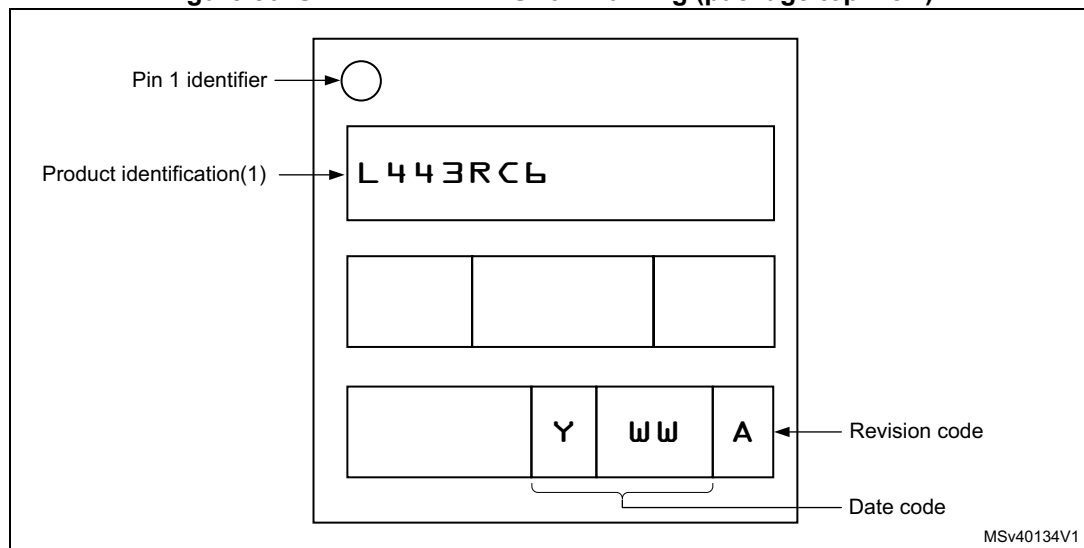 Pin 1 identifier
Product identification(1)
L443RC6
Y WW A
Revision code
Date code
MSv40134V1